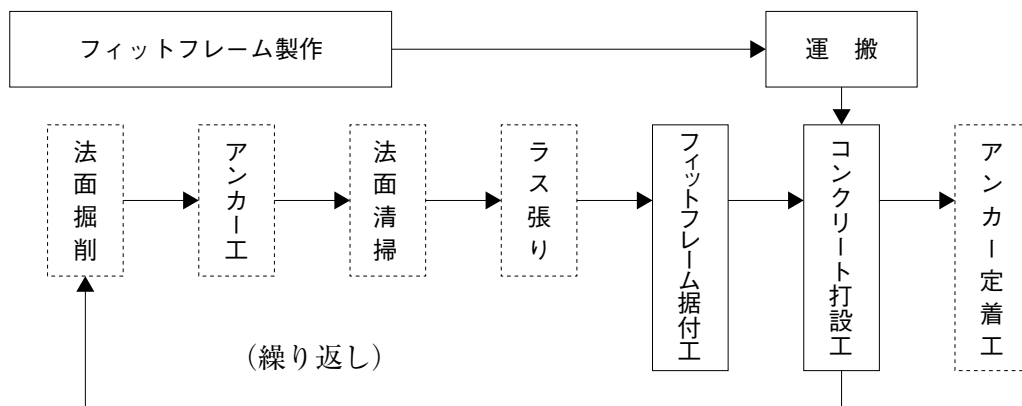 フィットフレーム製作
運　搬
法面掘削
アンカー工
法面清掃
ラス張り
フィットフレーム据付工
コンクリート打設工
アンカー定着工
（繰り返し）